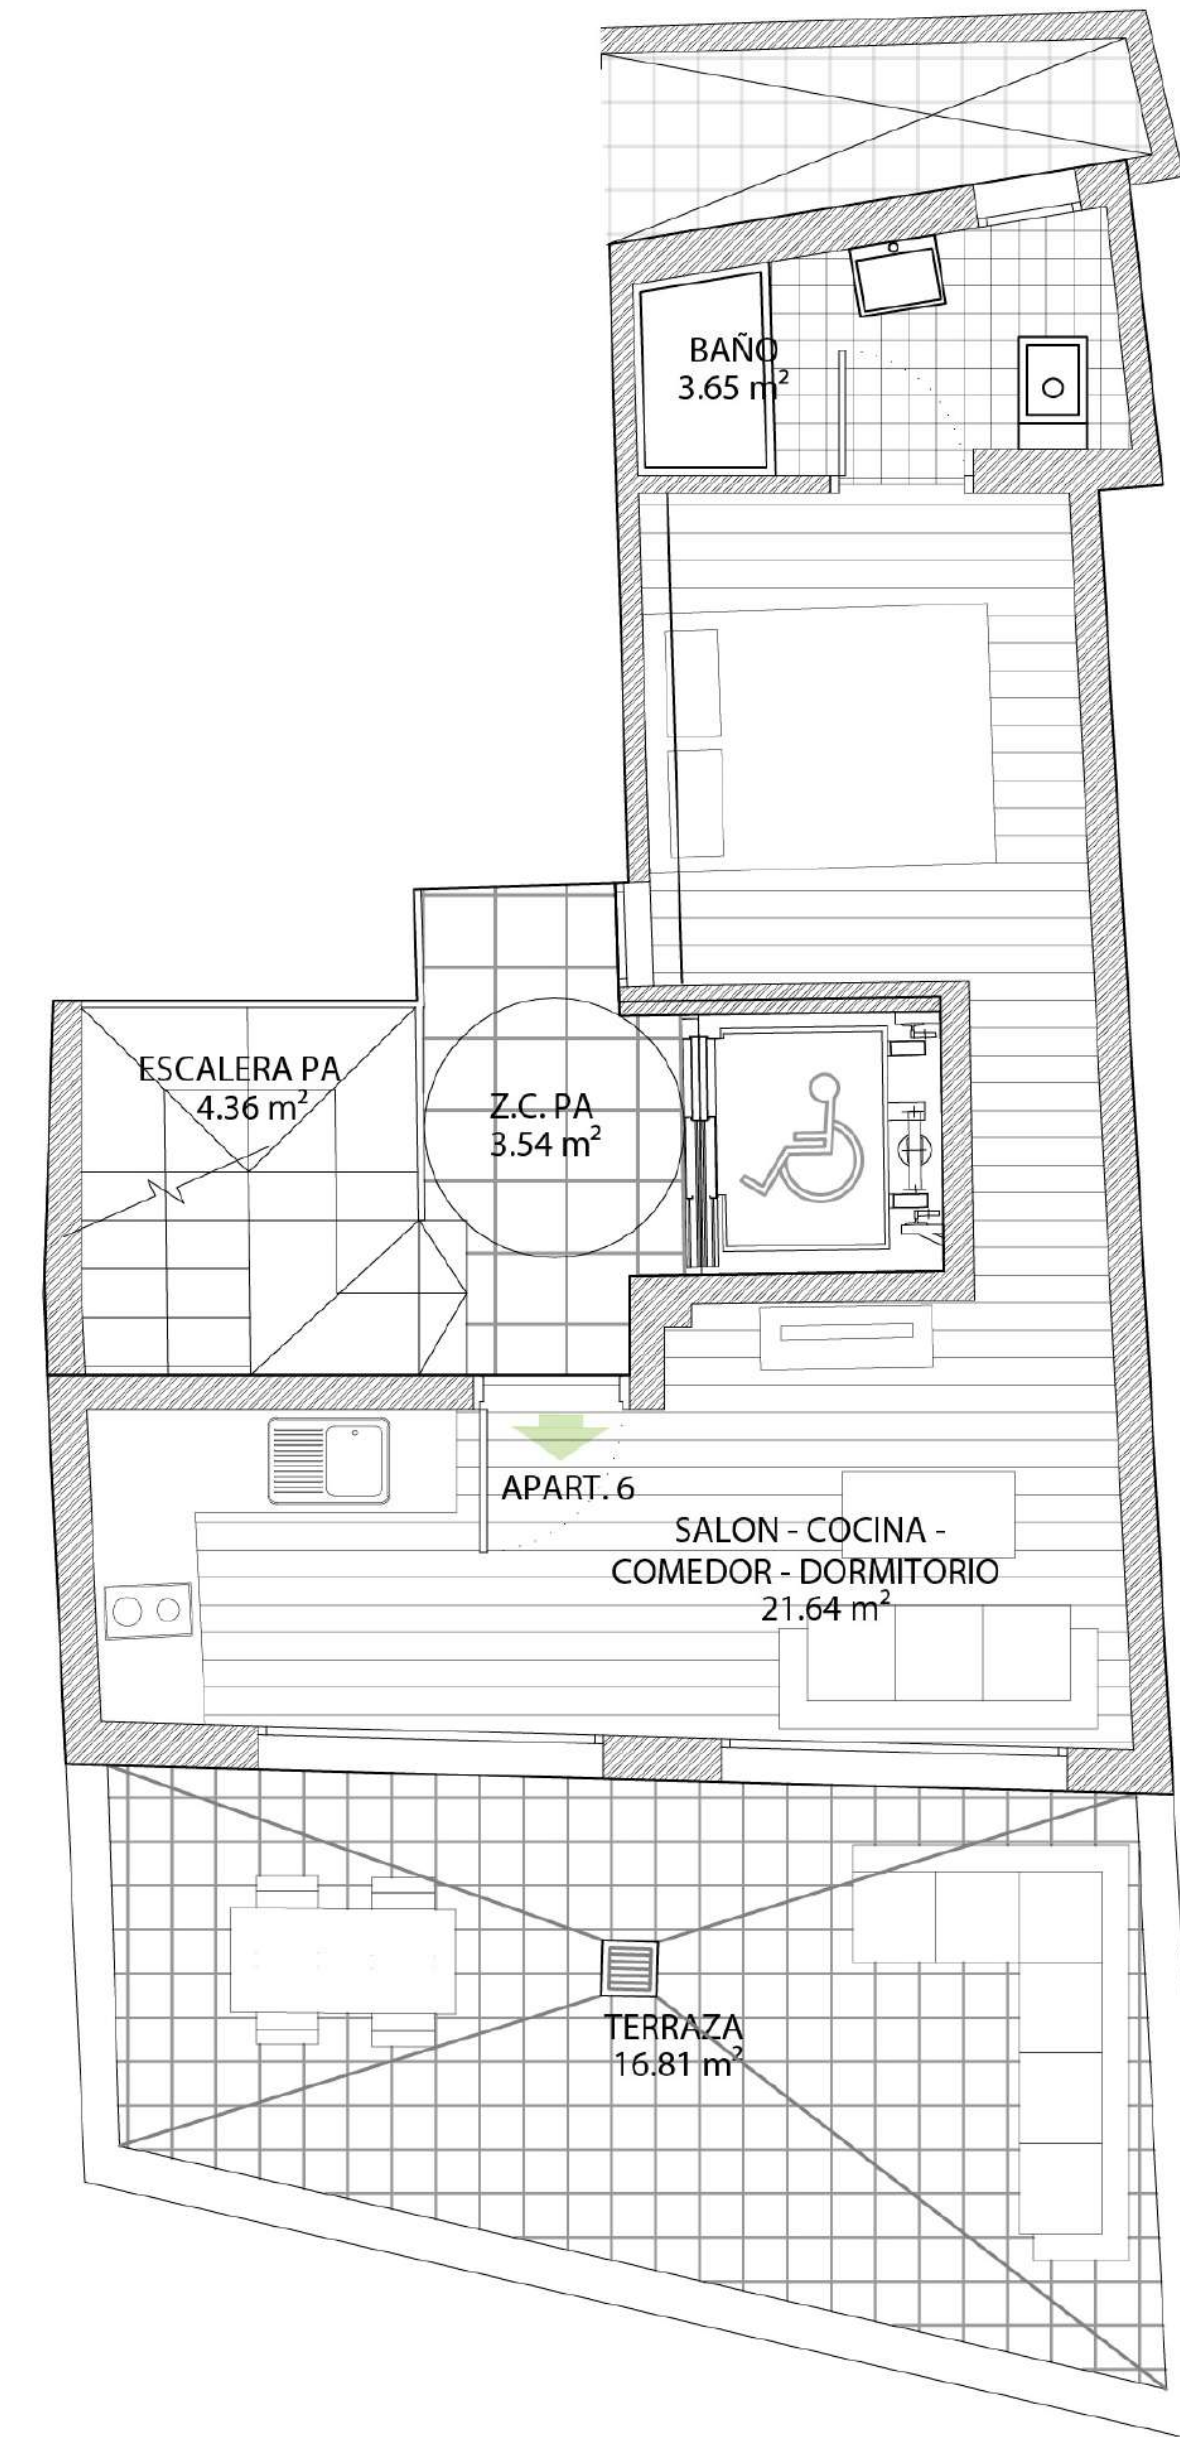 BAÑO
3.65 m²
ESCALERA PA
4.36 m²
Z.C. PA
3.54 m²
APART. 6
SALON - COCINA -
COMEDOR - DORMITORIO
21.64 m²
TERRAZA
16.81 m²